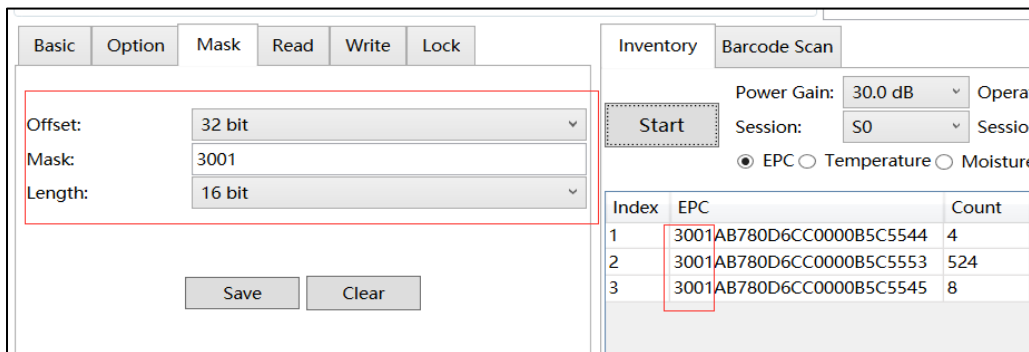 Basic Option Mask Read Write Lock
Offset: 32 bit
Mask: 3001
Length: 16 bit
Save Clear
Inventory Barcode Scan
Power Gain: 30.0 dB Opera
Start Session: S0 Sessio
EPC Temperature Moisture
Index EPC Count
1 3001AB780D6CC0000B5C5544 4
2 3001AB780D6CC0000B5C5553 524
3 3001AB780D6CC0000B5C5545 8